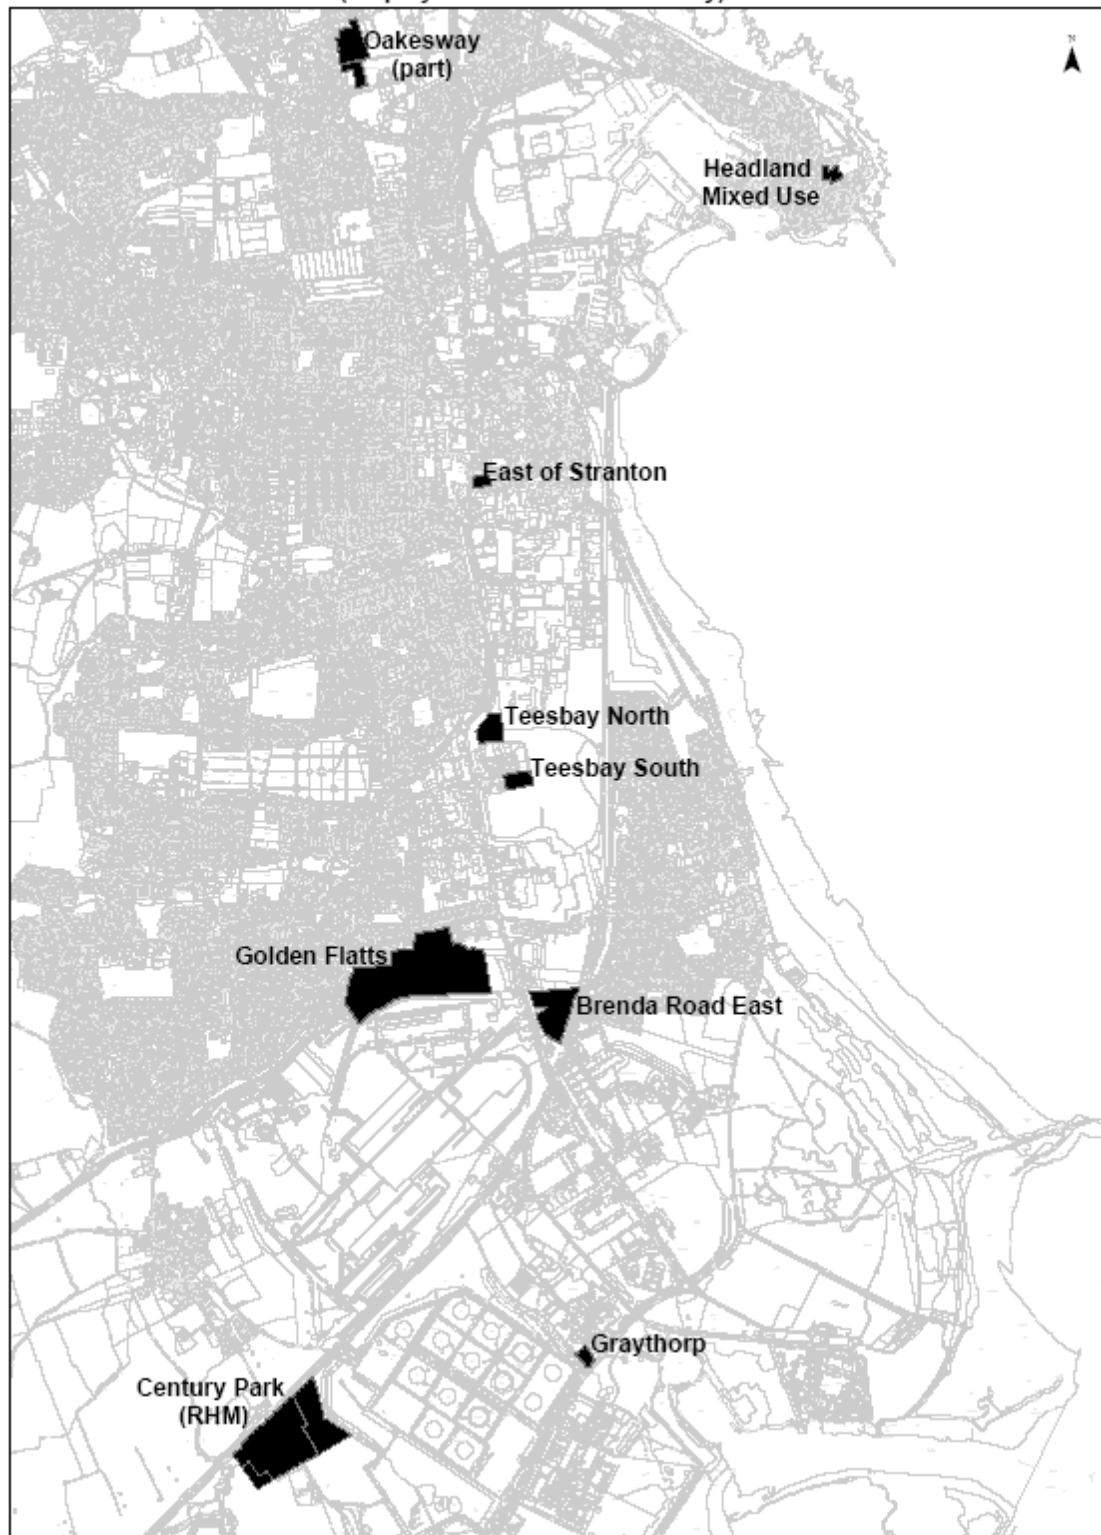 Oakesway
(part)
N
Headland
Mixed Use
East of Stranton
Teesbay North
Teesbay South
Golden Flatts
Brenda Road East
Graythorp
Century Park
(RHM)